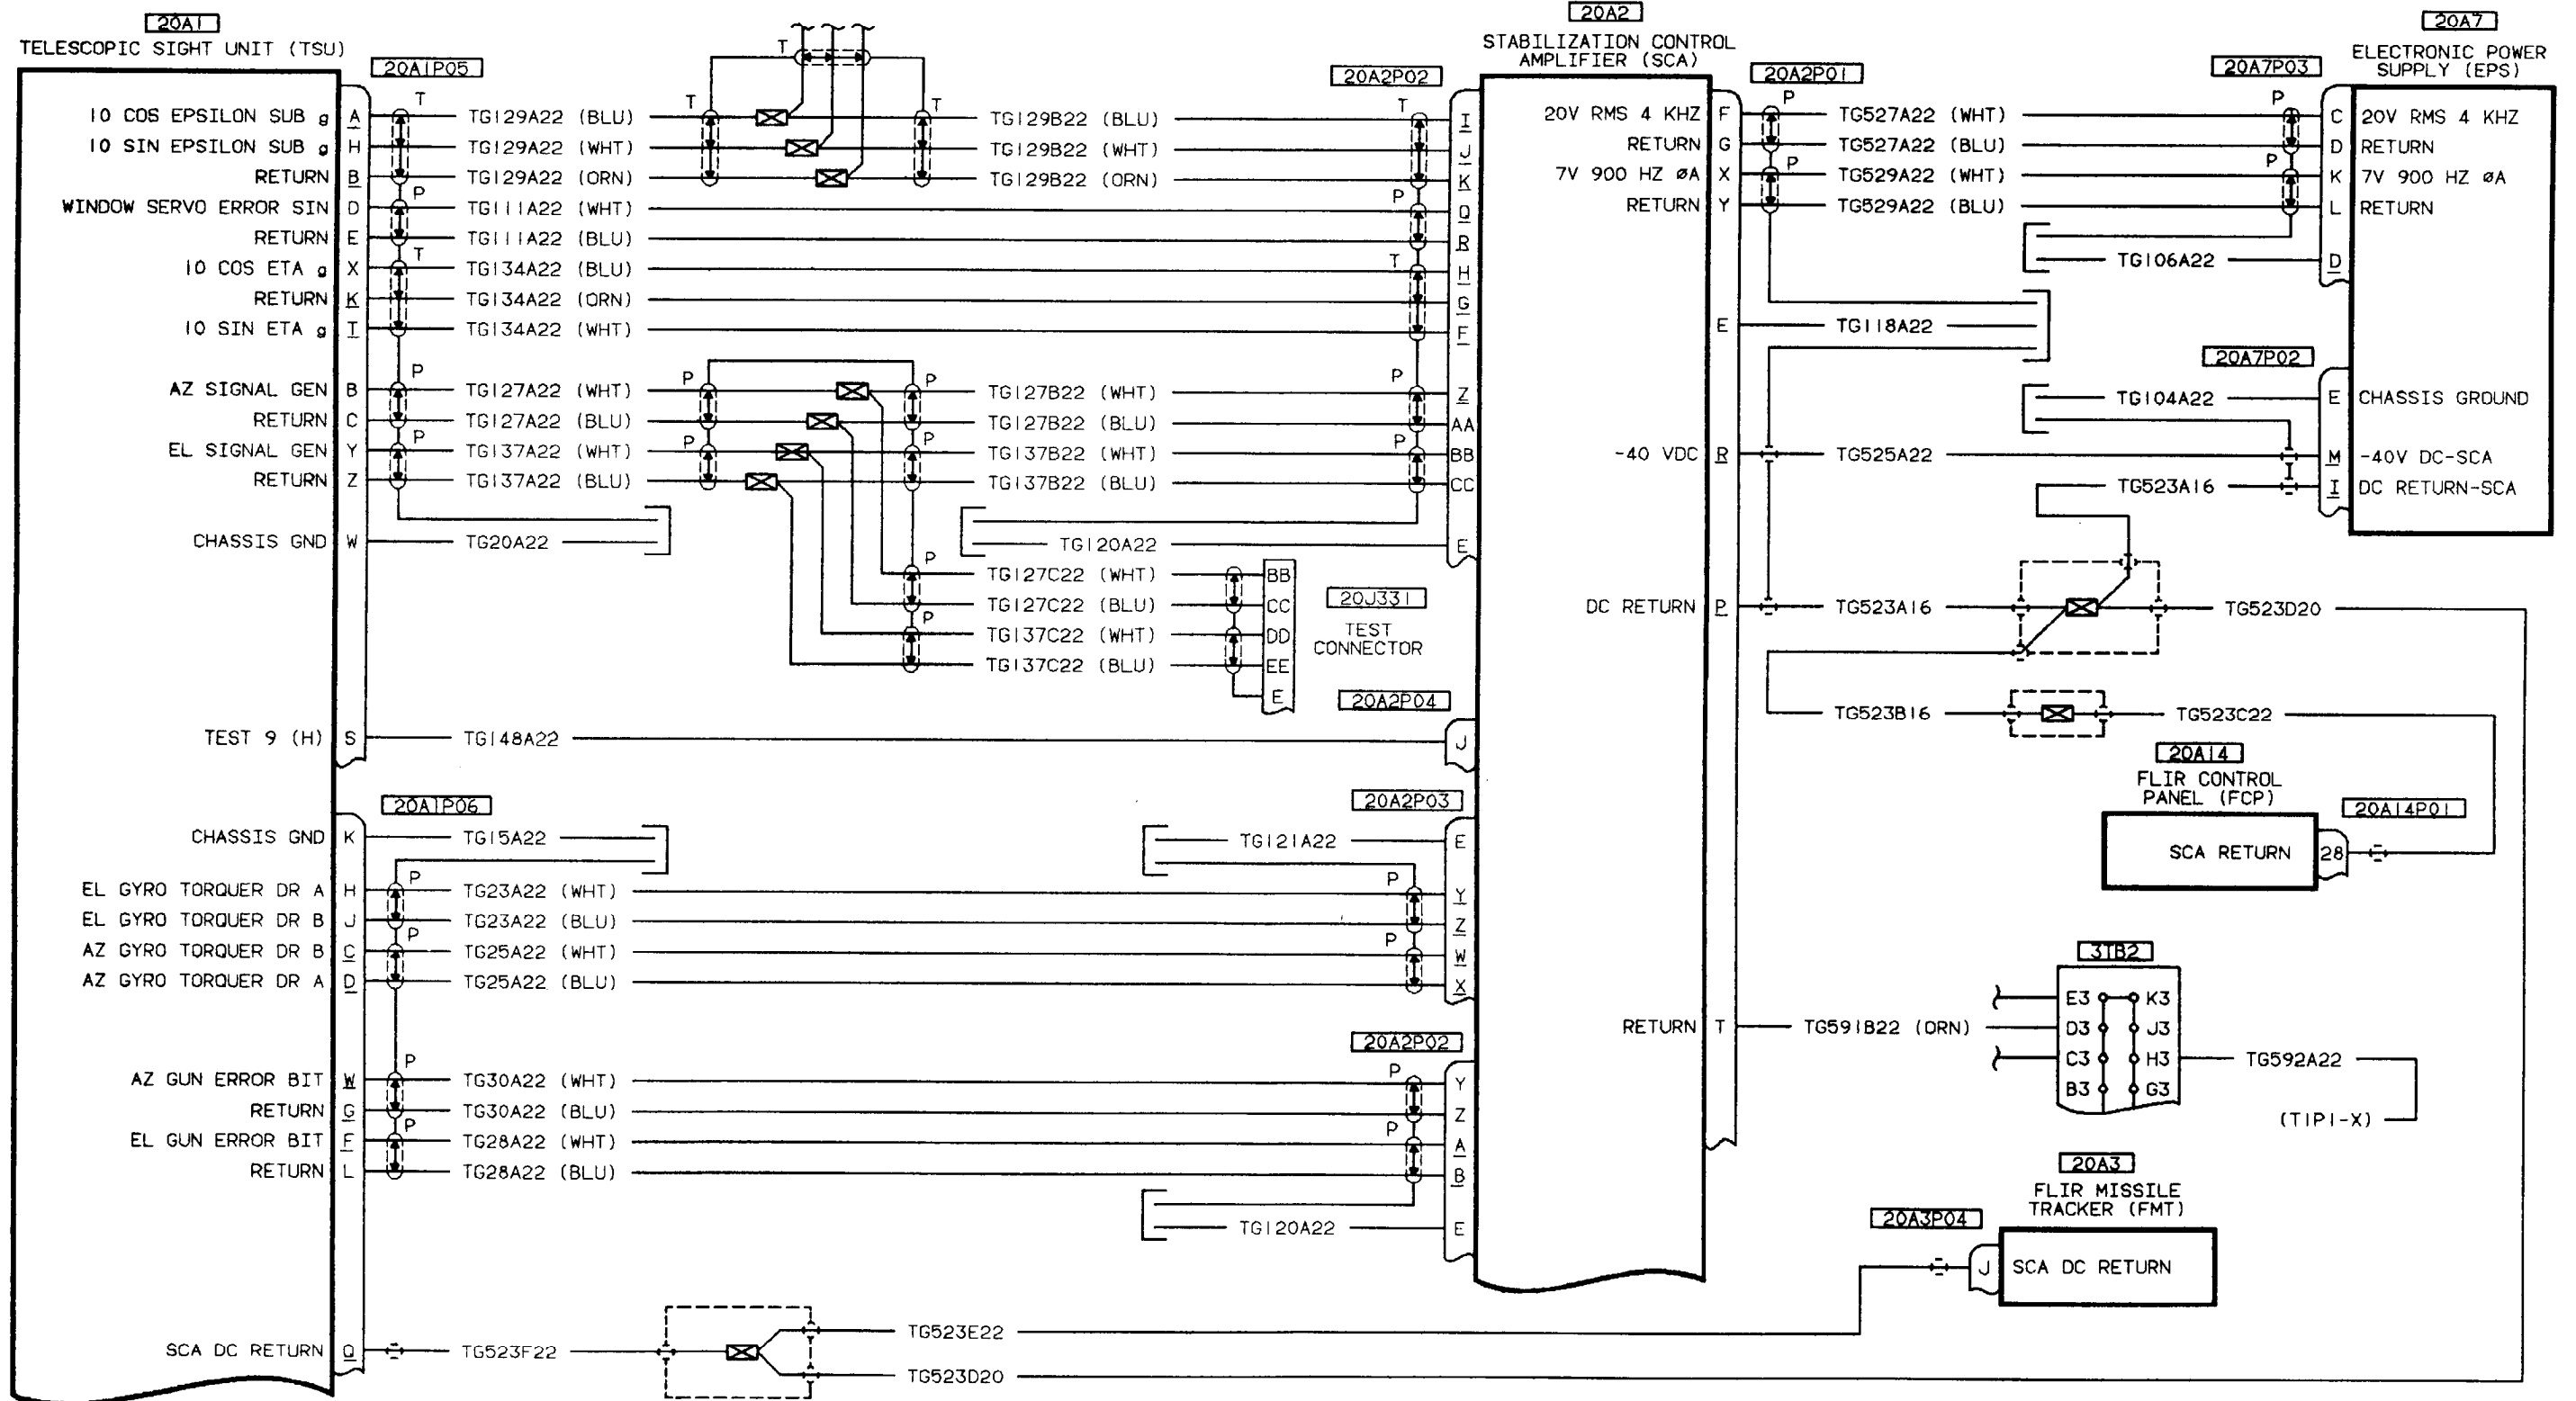 20A1
TELESCOPIC SIGHT UNIT (TSU)
20A1P05
10 COS EPSILON SUB g A T TG129A22 (BLU)
10 SIN EPSILON SUB g H TG129A22 (WHT)
RETURN B TG129A22 (ORN)
WINDOW SERVO ERROR SIN D P TG111A22 (WHT)
RETURN E TG111A22 (BLU)
10 COS ETA g X T TG134A22 (BLU)
RETURN K TG134A22 (ORN)
10 SIN ETA g T TG134A22 (WHT)
AZ SIGNAL GEN B P TG127A22 (WHT)
RETURN C TG127A22 (BLU)
EL SIGNAL GEN Y P TG137A22 (WHT)
RETURN Z TG137A22 (BLU)
CHASSIS GND W TG20A22
TEST 9 (H) S TG148A22
20A1P06
CHASSIS GND K TG15A22
EL GYRO TORQUER DR A H P TG23A22 (WHT)
EL GYRO TORQUER DR B J TG23A22 (BLU)
AZ GYRO TORQUER DR B C P TG25A22 (WHT)
AZ GYRO TORQUER DR A D TG25A22 (BLU)
AZ GUN ERROR BIT W P TG30A22 (WHT)
RETURN G TG30A22 (BLU)
EL GUN ERROR BIT F P TG28A22 (WHT)
RETURN L TG28A22 (BLU)
SCA DC RETURN Q TG523F22
TG523E22
TG523D20
T
T
T
P
P
P
P
20A2P02
TG129B22 (BLU) T I
TG129B22 (WHT) J
TG129B22 (ORN) K
P Q
R
T H
G
F
TG127B22 (WHT) P Z
TG127B22 (BLU) AA
TG137B22 (WHT) P BB
TG137B22 (BLU) CC
TG120A22 E
P TG127C22 (WHT) BB
TG127C22 (BLU) CC
P TG137C22 (WHT) DD
TG137C22 (BLU) EE
E
20J331
TEST
CONNECTOR
20A2P04
J
20A2P03
TG121A22 E
P Y
Z
P W
X
20A2P02
P Y
Z
P A
B
TG120A22 E
20A2
STABILIZATION CONTROL
AMPLIFIER (SCA)
20A2P01
20V RMS 4 KHZ F P TG527A22 (WHT)
RETURN G TG527A22 (BLU)
7V 900 HZ øA X P TG529A22 (WHT)
RETURN Y TG529A22 (BLU)
E TG118A22
-40 VDC R TG525A22
DC RETURN P TG523A16
RETURN T TG591B22 (ORN)
20A7
ELECTRONIC POWER
SUPPLY (EPS)
20A7P03
P C 20V RMS 4 KHZ
D RETURN
P K 7V 900 HZ øA
L RETURN
TG106A22 D
20A7P02
TG104A22 E CHASSIS GROUND
M -40V DC-SCA
TG523A16 I DC RETURN-SCA
TG523D20
TG523B16
TG523C22
20A14
FLIR CONTROL
PANEL (FCP)
20A14P01
SCA RETURN 28
3TB2
E3 K3
D3 J3
C3 H3 TG592A22
B3 G3
(TIPI-X)
20A3
FLIR MISSILE
TRACKER (FMT)
20A3P04
J SCA DC RETURN